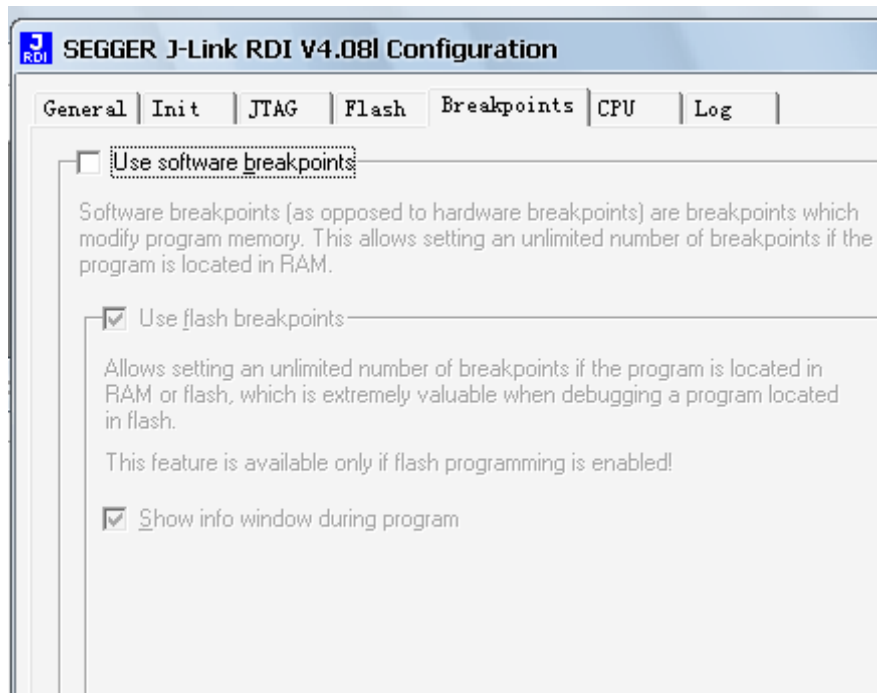 J
RDI
SEGGER J-Link RDI V4.08l Configuration
General Init JTAG Flash Breakpoints CPU Log
Use software breakpoints
Software breakpoints (as opposed to hardware breakpoints) are breakpoints which
modify program memory. This allows setting an unlimited number of breakpoints if the
program is located in RAM.
Use flash breakpoints
Allows setting an unlimited number of breakpoints if the program is located in
RAM or flash, which is extremely valuable when debugging a program located
in flash.
This feature is available only if flash programming is enabled!
Show info window during program